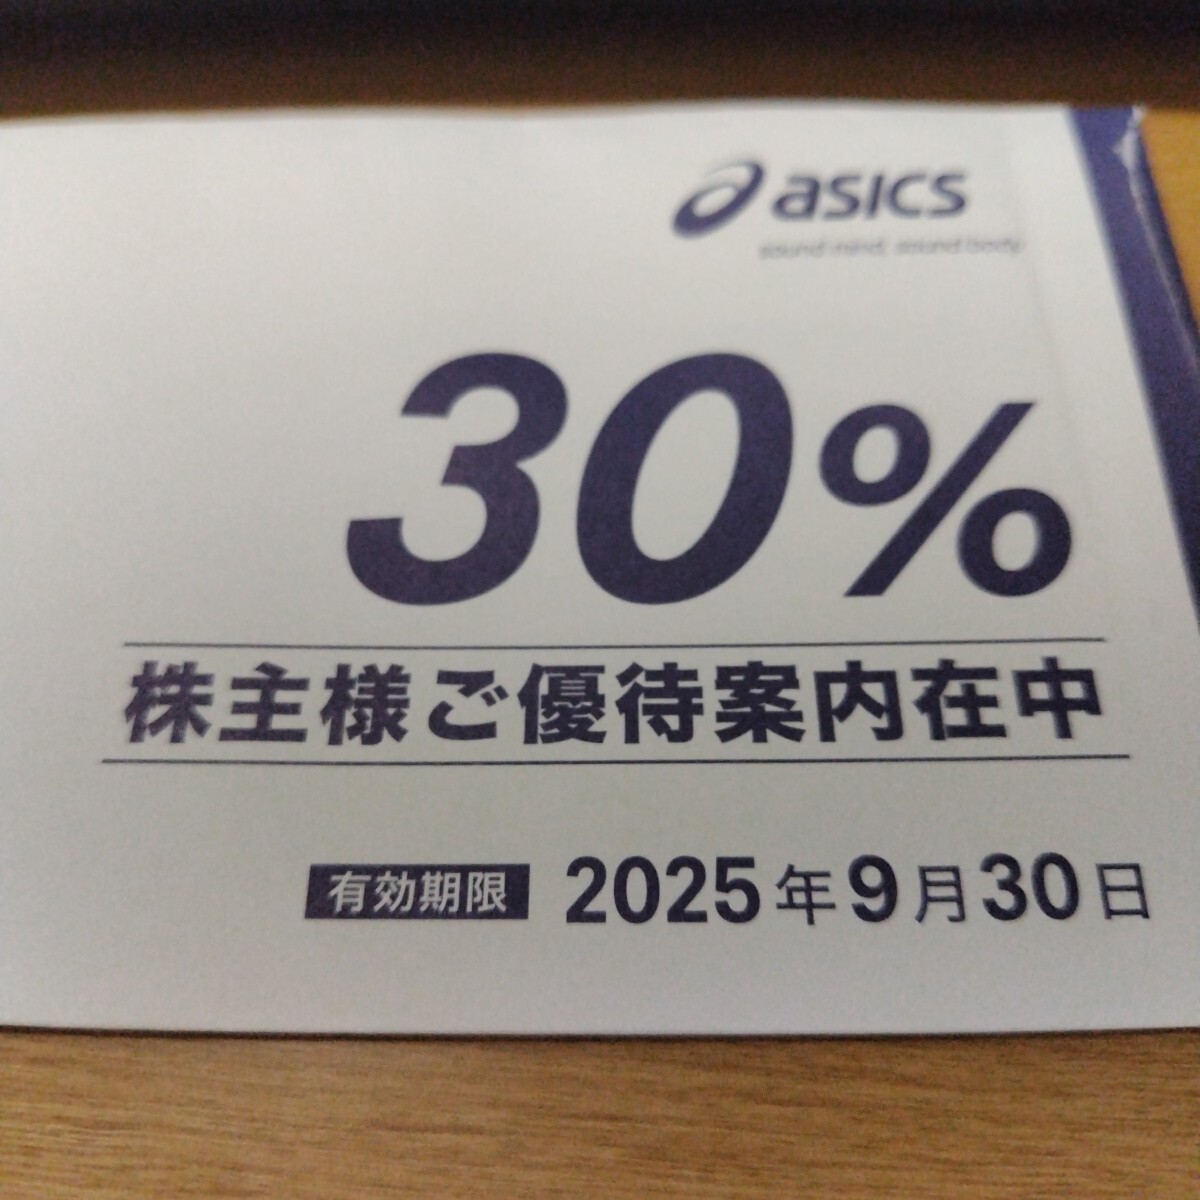 asics
sound mind, sound body
30%
株主様ご優待案内在中
有効期限 2025年9月30日